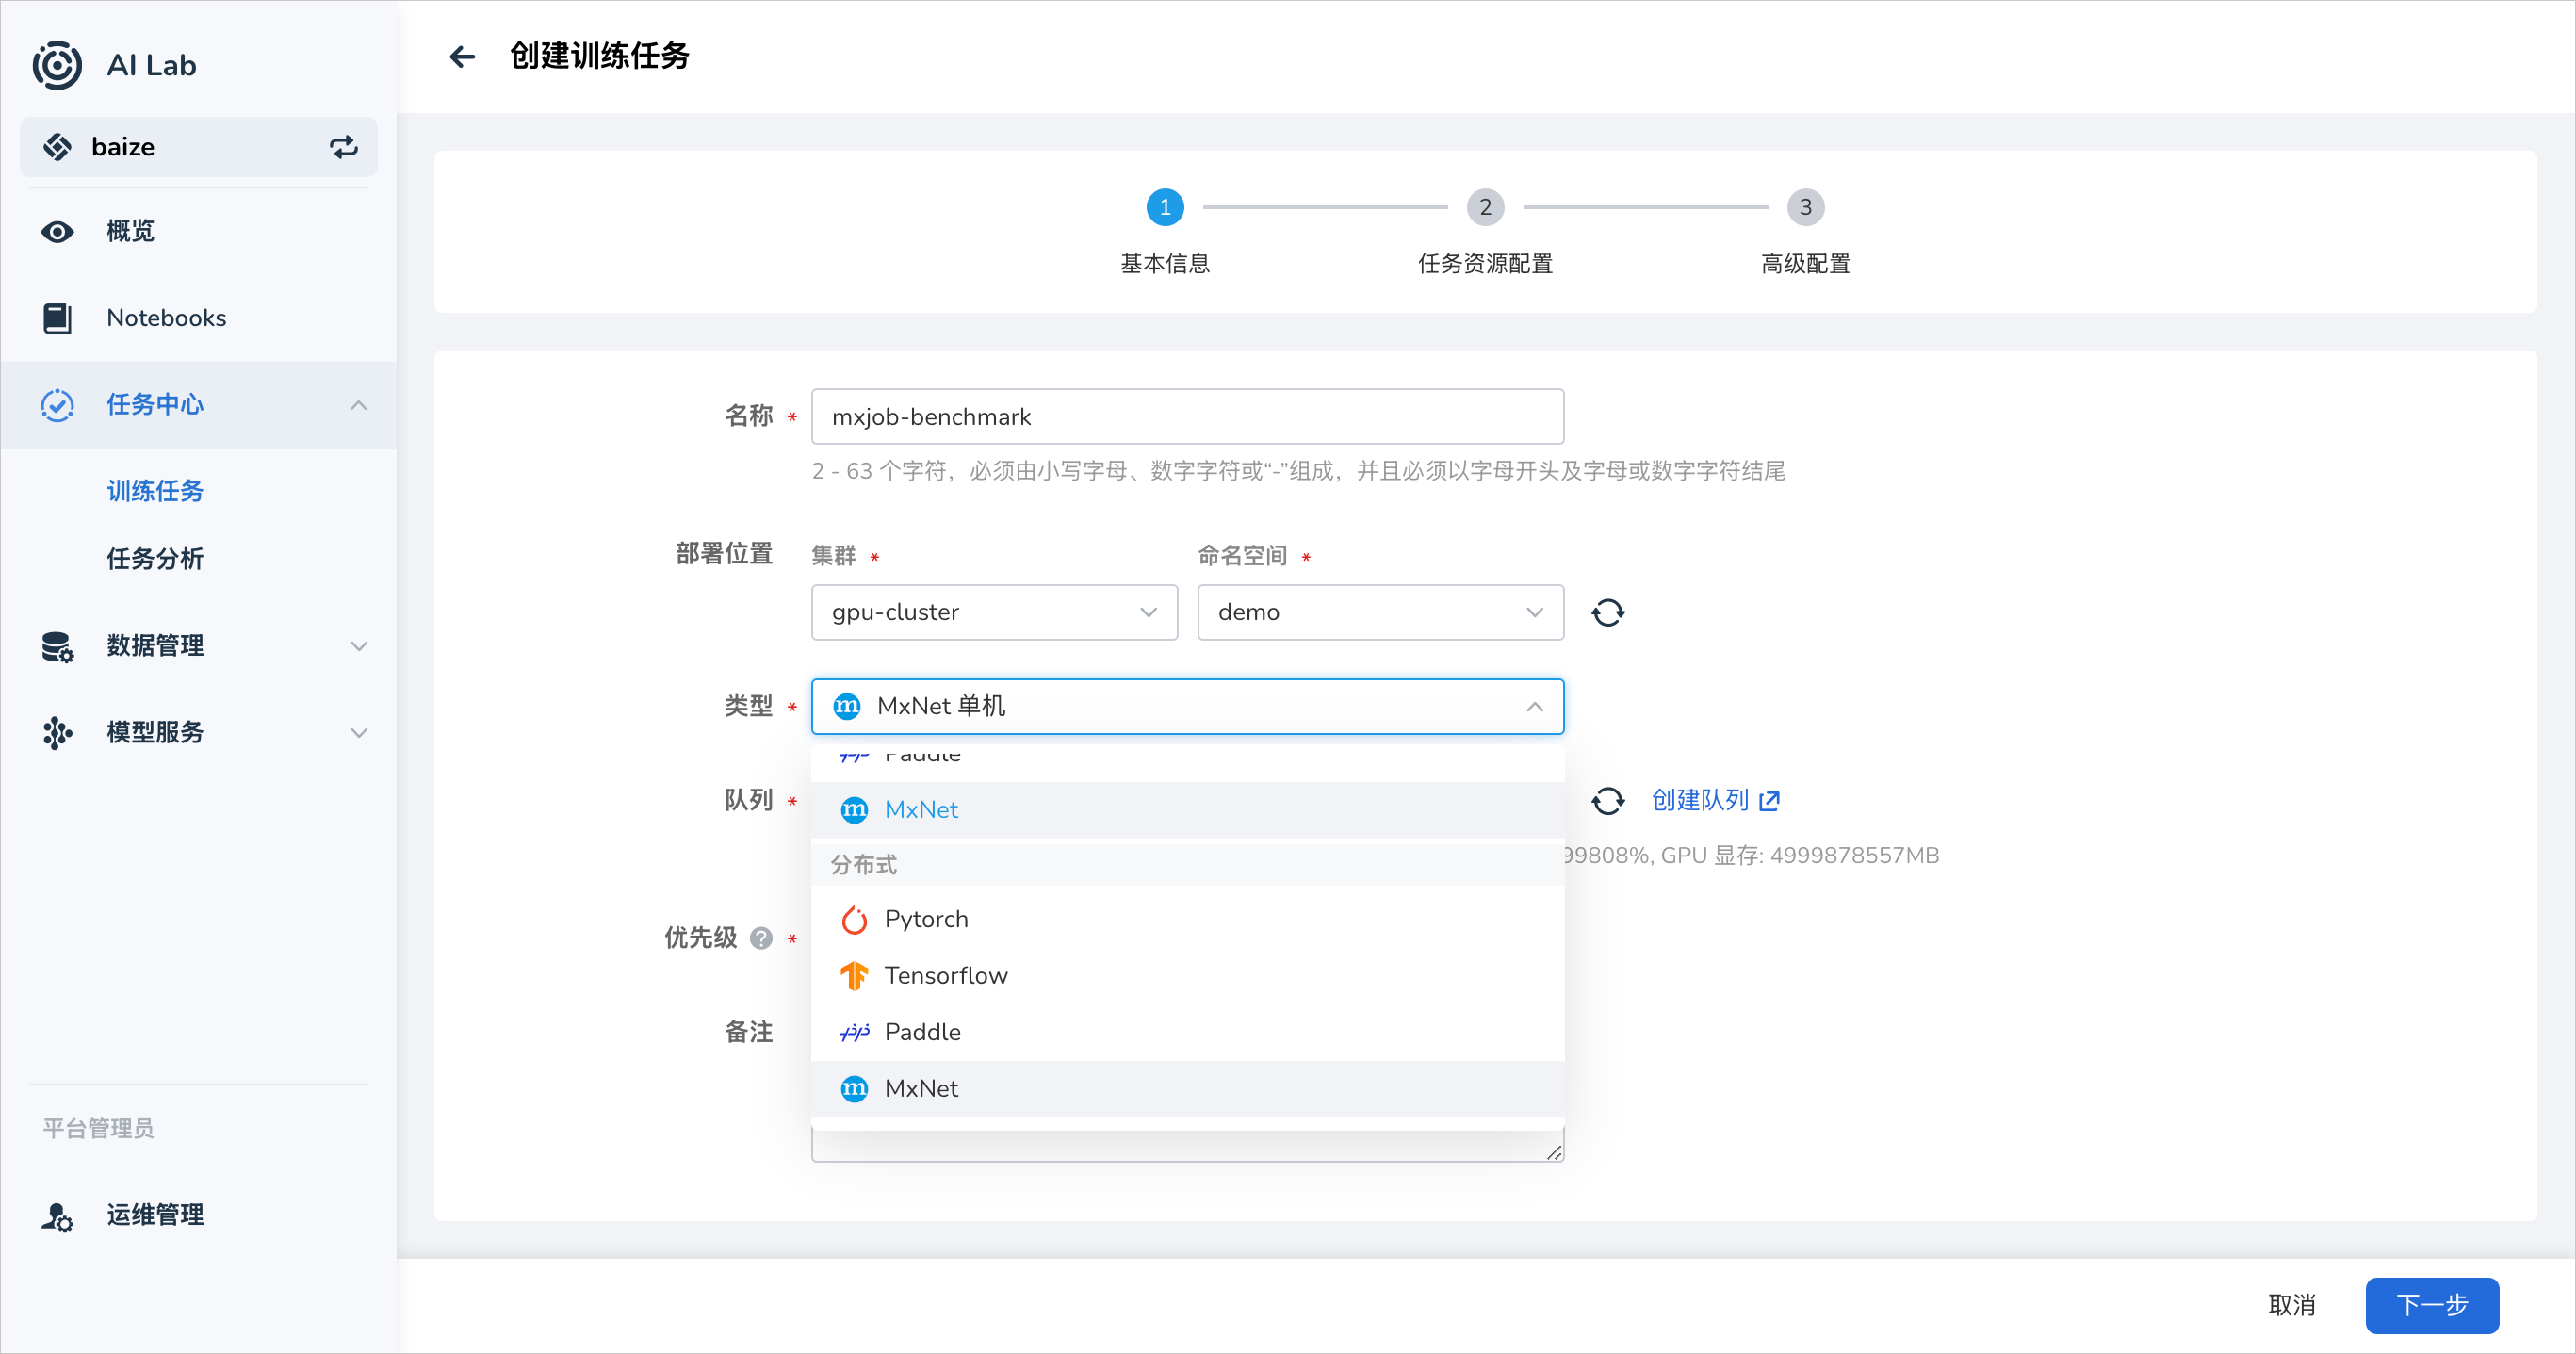 AI Lab
baize
概览
Notebooks
任务中心
训练任务
任务分析
数据管理
模型服务
平台管理员
运维管理
创建训练任务
1
2
3
基本信息
任务资源配置
高级配置
名称 *
mxjob-benchmark
2 - 63 个字符，必须由小写字母、数字字符或“-”组成，并且必须以字母开头及字母或数字字符结尾
部署位置
集群 *
命名空间 *
gpu-cluster
demo
类型 *
MxNet 单机
Paddle
队列 *
MxNet
创建队列
99808%, GPU 显存: 4999878557MB
分布式
Pytorch
优先级 ? *
Tensorflow
备注
Paddle
MxNet
取消
下一步